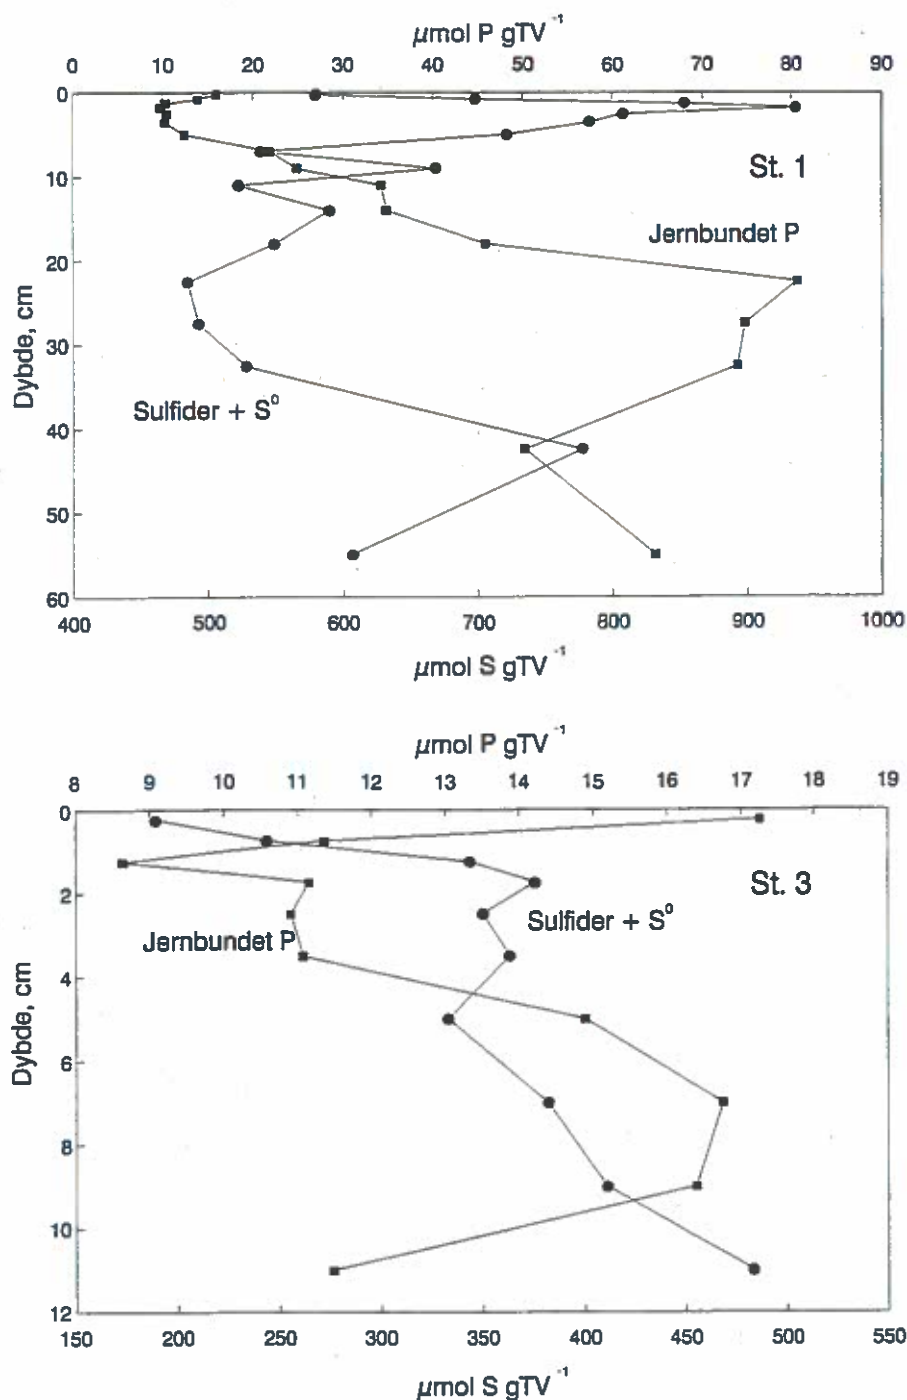 µmol P gTV⁻¹
0 10 20 30 40 50 60 70 80 90
0
10
20
30
40
50
60
Dybde, cm
St. 1
Jernbundet P
Sulfider + S⁰
400 500 600 700 800 900 1000
µmol S gTV⁻¹
µmol P gTV⁻¹
8 9 10 11 12 13 14 15 16 17 18 19
0
2
4
6
8
10
12
Dybde, cm
St. 3
Sulfider + S⁰
Jernbundet P
150 200 250 300 350 400 450 500 550
µmol S gTV⁻¹